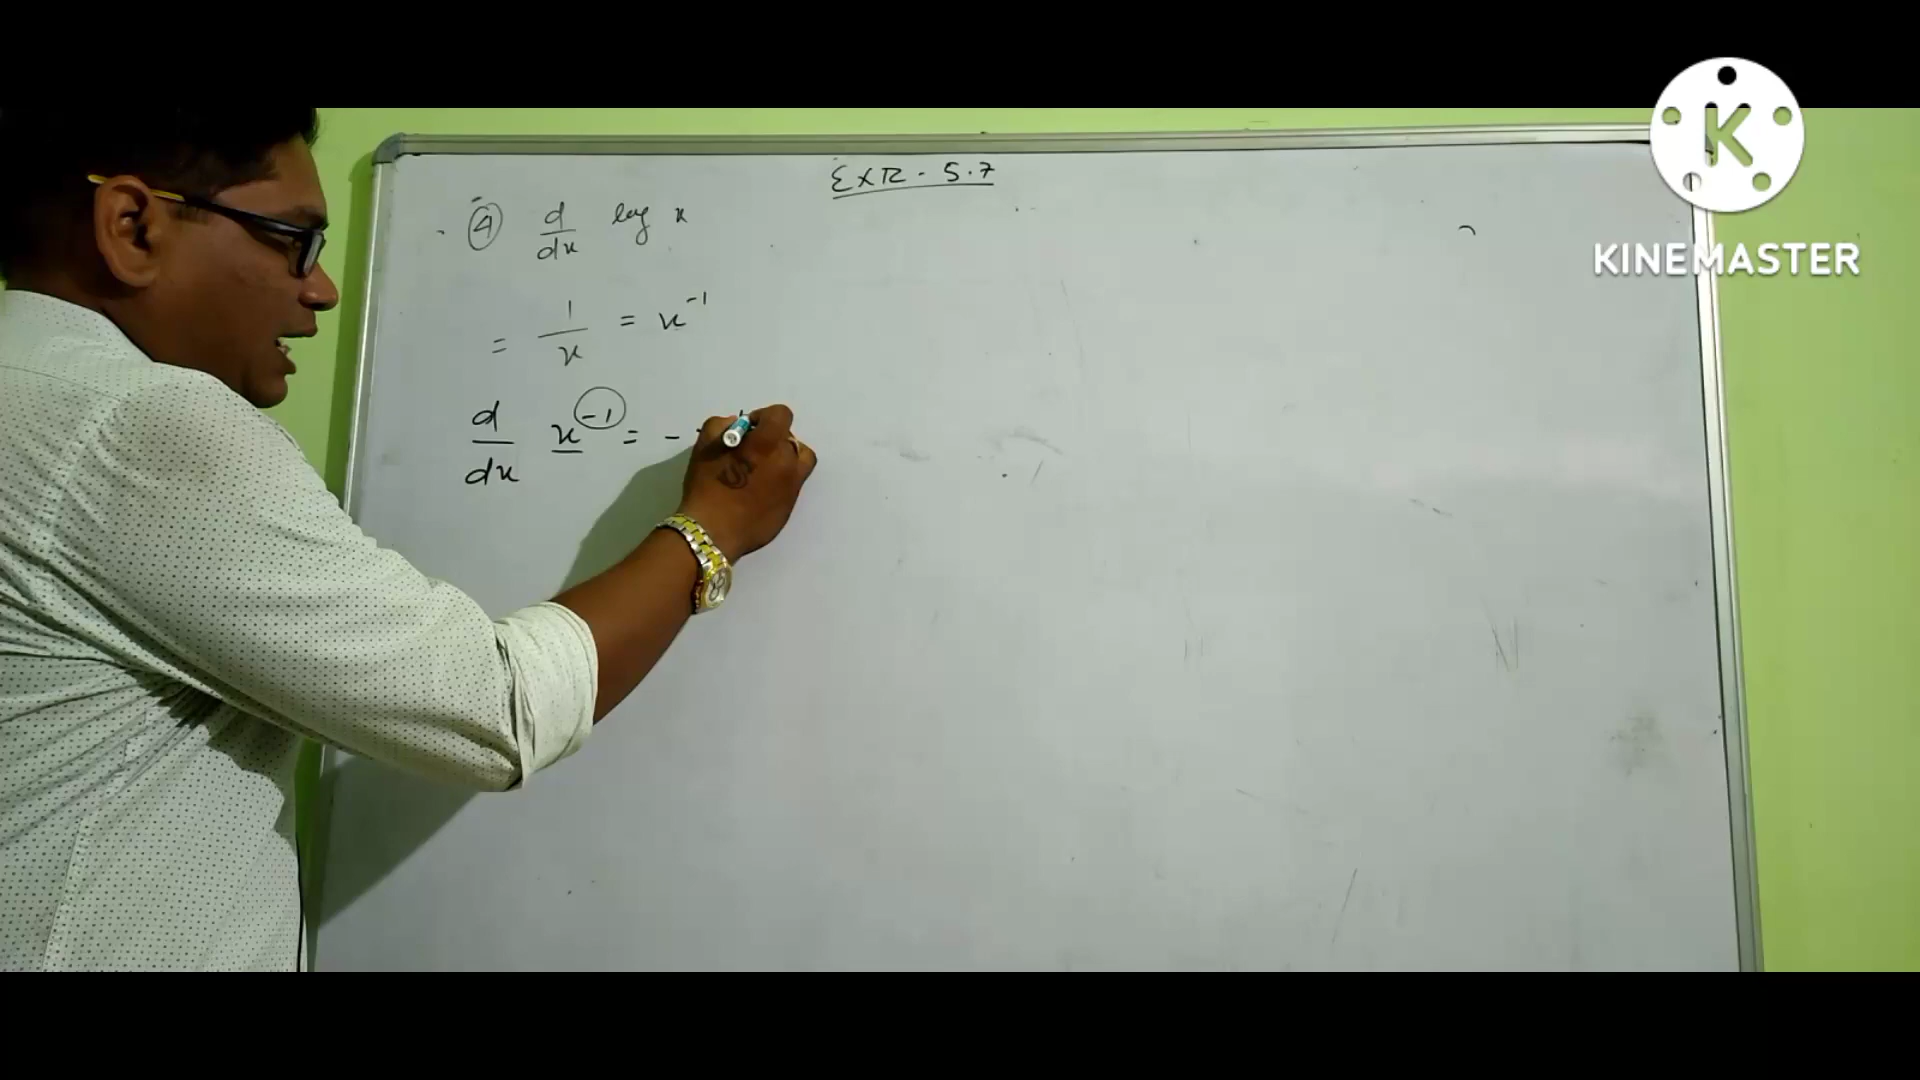 EXR - 5.7
④ d/dx log x
= 1/x = x⁻¹
d/dx x⁻¹ = -
K
KINEMASTER